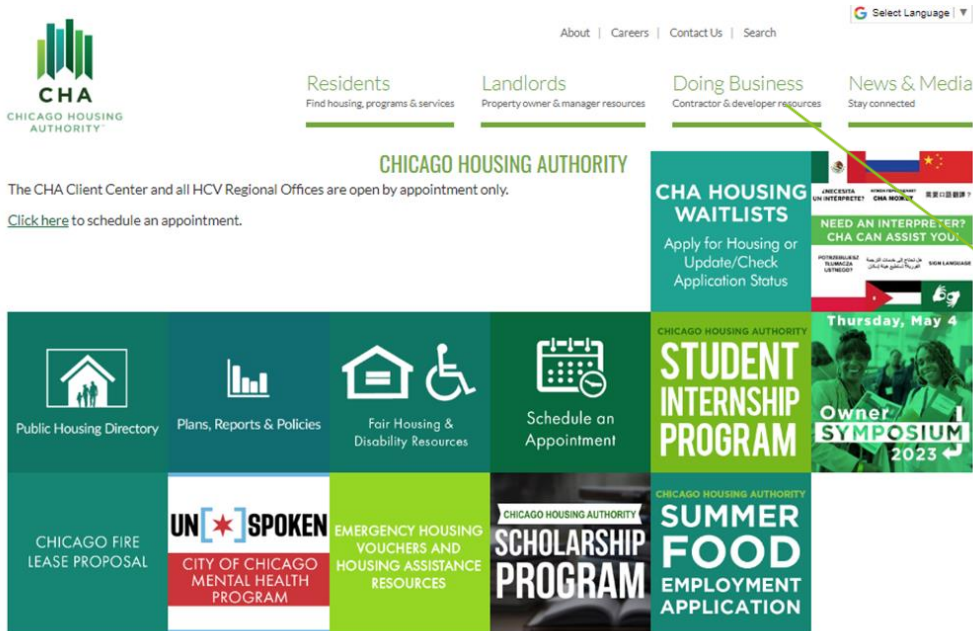 Select Language
About | Careers | Contact Us | Search
CHA
CHICAGO HOUSING
AUTHORITY
Residents
Find housing, programs & services
Landlords
Property owner & manager resources
Doing Business
Contractor & developer resources
News & Media
Stay connected
CHICAGO HOUSING AUTHORITY
The CHA Client Center and all HCV Regional Offices are open by appointment only.
Click here to schedule an appointment.
CHA HOUSING
WAITLISTS
Apply for Housing or
Update/Check
Application Status
¿NECESITA
UN INTÉRPRETE?
需要口語翻譯？
NEED AN INTERPRETER?
CHA CAN ASSIST YOU!
POTRZEBUJESZ
TŁUMACZA
USTNEGO?
SIGN LANGUAGE
Public Housing Directory
Plans, Reports & Policies
Fair Housing &
Disability Resources
Schedule an
Appointment
CHICAGO HOUSING AUTHORITY
STUDENT
INTERNSHIP
PROGRAM
Thursday, May 4
Owner
SYMPOSIUM
2023
CHICAGO FIRE
LEASE PROPOSAL
UN[✶]SPOKEN
CITY OF CHICAGO
MENTAL HEALTH
PROGRAM
EMERGENCY HOUSING
VOUCHERS AND
HOUSING ASSISTANCE
RESOURCES
CHICAGO HOUSING AUTHORITY
SCHOLARSHIP
PROGRAM
CHICAGO HOUSING AUTHORITY
SUMMER
FOOD
EMPLOYMENT
APPLICATION